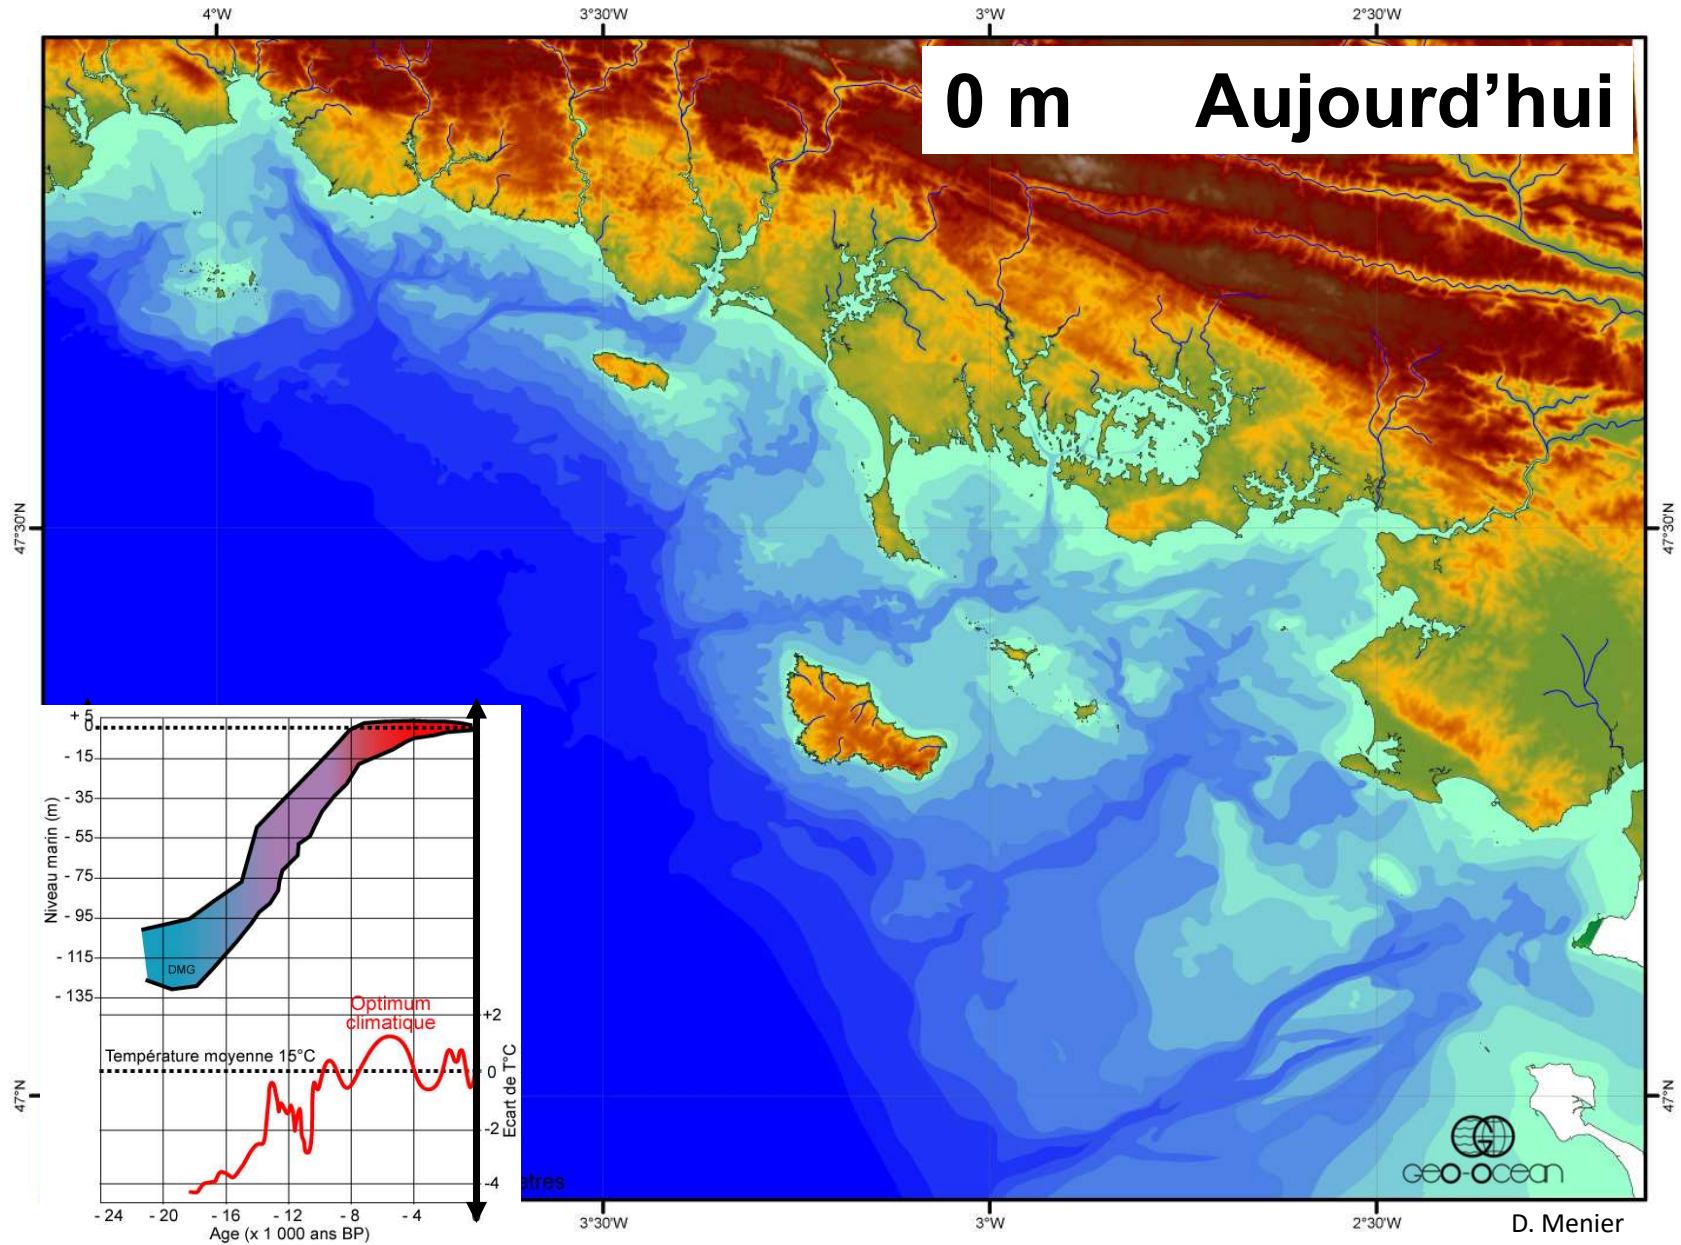 4°W 3°30'W 3°W 2°30'W
0 m Aujourd’hui
47°30'N 47°30'N
+ 5
0
- 15
- 35
- 55
- 75
- 95
- 115
- 135
Niveau marin (m)
DMG
Optimum
climatique
+2
Température moyenne 15°C
0
-2
-4
Ecart de T°C
- 24 - 20 - 16 - 12 - 8 - 4
Age (x 1 000 ans BP)
47°N 47°N
GEO-OCEAN
3°30'W 3°W 2°30'W
D. Menier